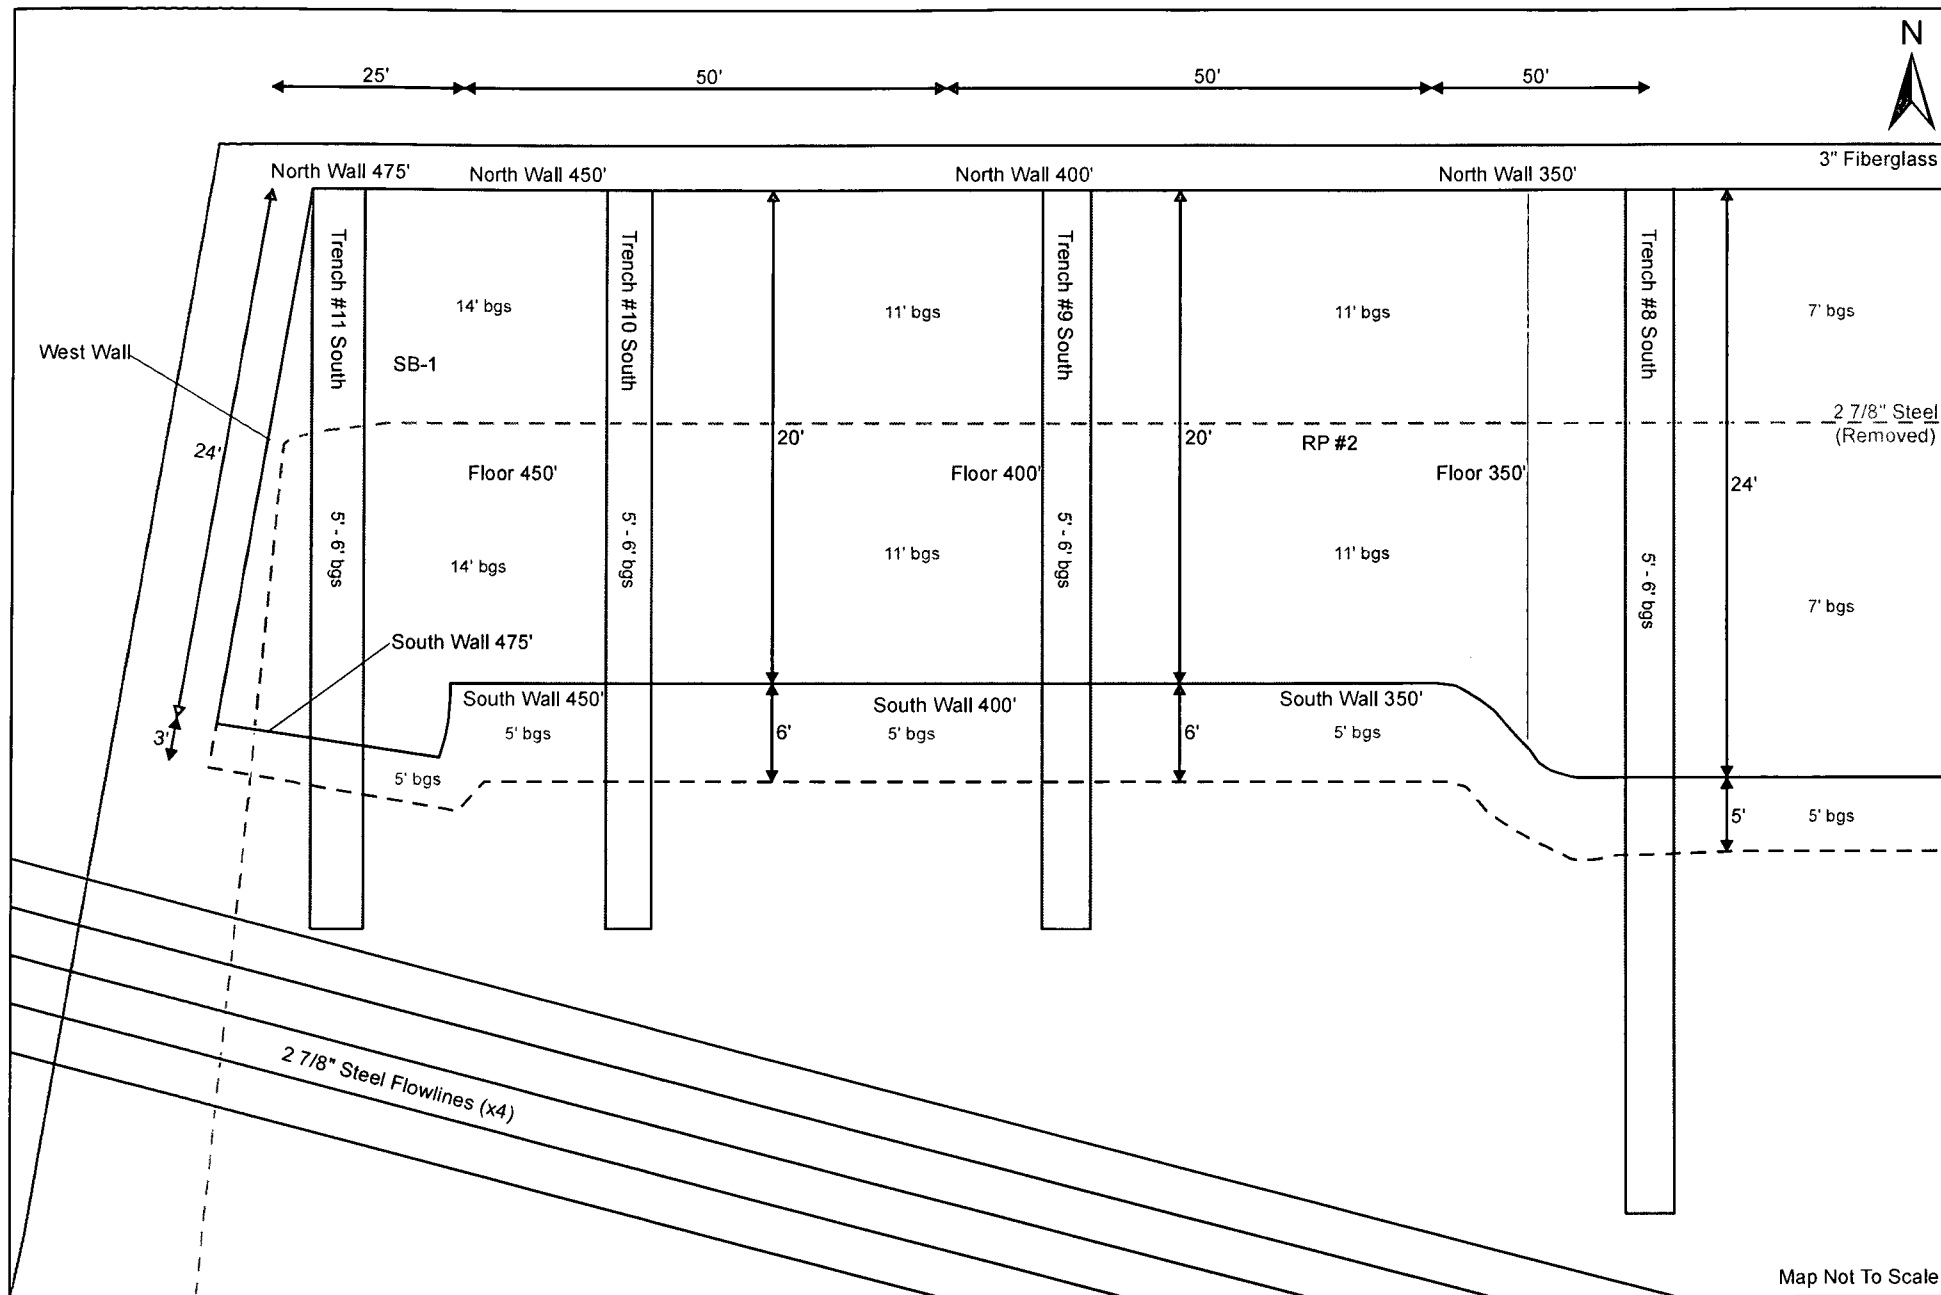 N
25'
50'
50'
50'
3" Fiberglass
North Wall 475'
North Wall 450'
North Wall 400'
North Wall 350'
Trench #11 South
Trench #10 South
Trench #9 South
Trench #8 South
14' bgs
11' bgs
11' bgs
7' bgs
West Wall
SB-1
24'
20'
20'
RP #2
2 7/8" Steel
(Removed)
Floor 450'
Floor 400'
Floor 350'
24'
5' - 6' bgs
5' - 6' bgs
5' - 6' bgs
5' - 6' bgs
14' bgs
11' bgs
11' bgs
7' bgs
South Wall 475'
South Wall 450'
South Wall 400'
South Wall 350'
3'
5' bgs
6'
5' bgs
6'
5' bgs
5' bgs
5'
5' bgs
2 7/8" Steel Flowlines (x4)
Map Not To Scale